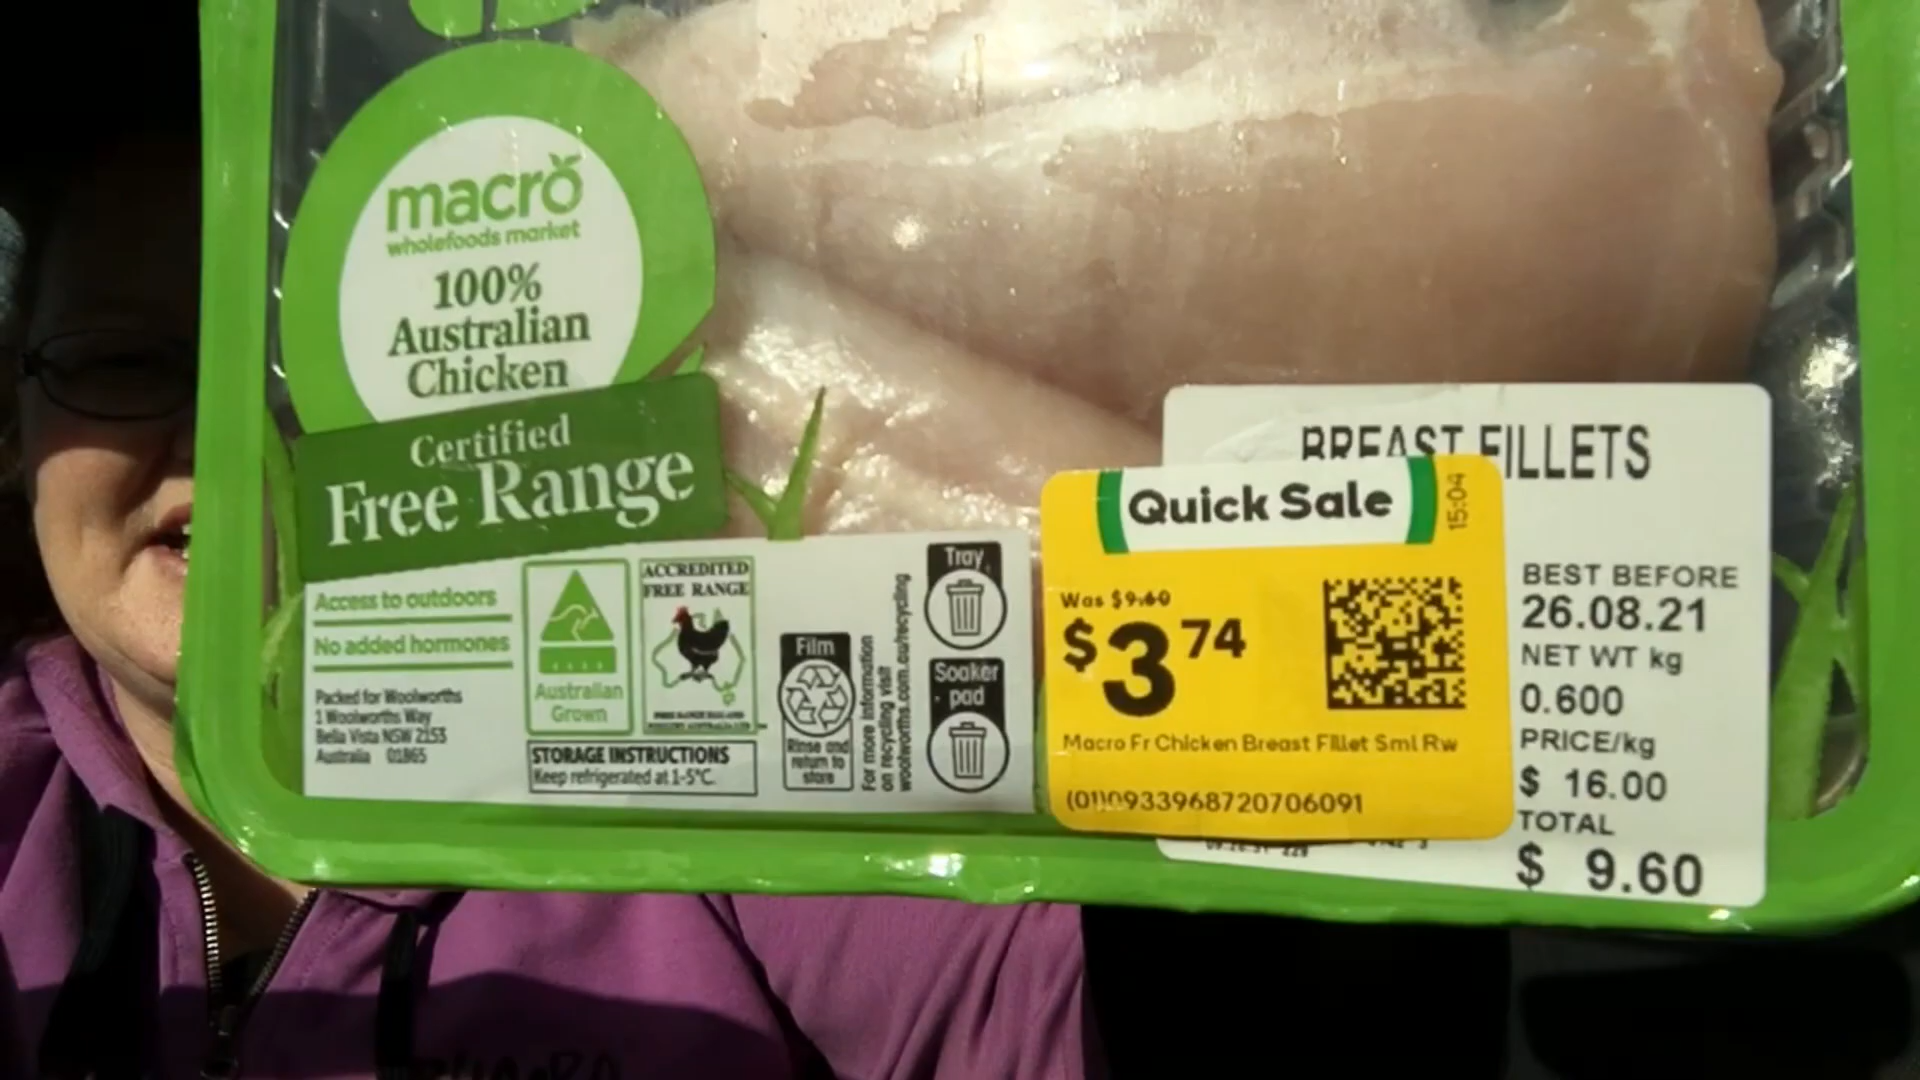 macro
wholefoods market
100%
Australian
Chicken
Certified
Free Range
Access to outdoors
No added hormones
Packed for Woolworths
1 Woolworths Way
Bella Vista NSW 2153
Australia 01865
Australian
Grown
ACCREDITED
FREE RANGE
STORAGE INSTRUCTIONS
Keep refrigerated at 1-5°C.
Film
Rinse and
return to
store
For more information
on recycling visit
woolworths.com.au/recycling
Tray
Soaker
pad
BREAST FILLETS
Quick Sale
15:04
Was $9.60
$3 74
Macro Fr Chicken Breast Fillet Sml Rw
(01)0933968720706091
BEST BEFORE
26.08.21
NET WT kg
0.600
PRICE/kg
$ 16.00
TOTAL
$ 9.60